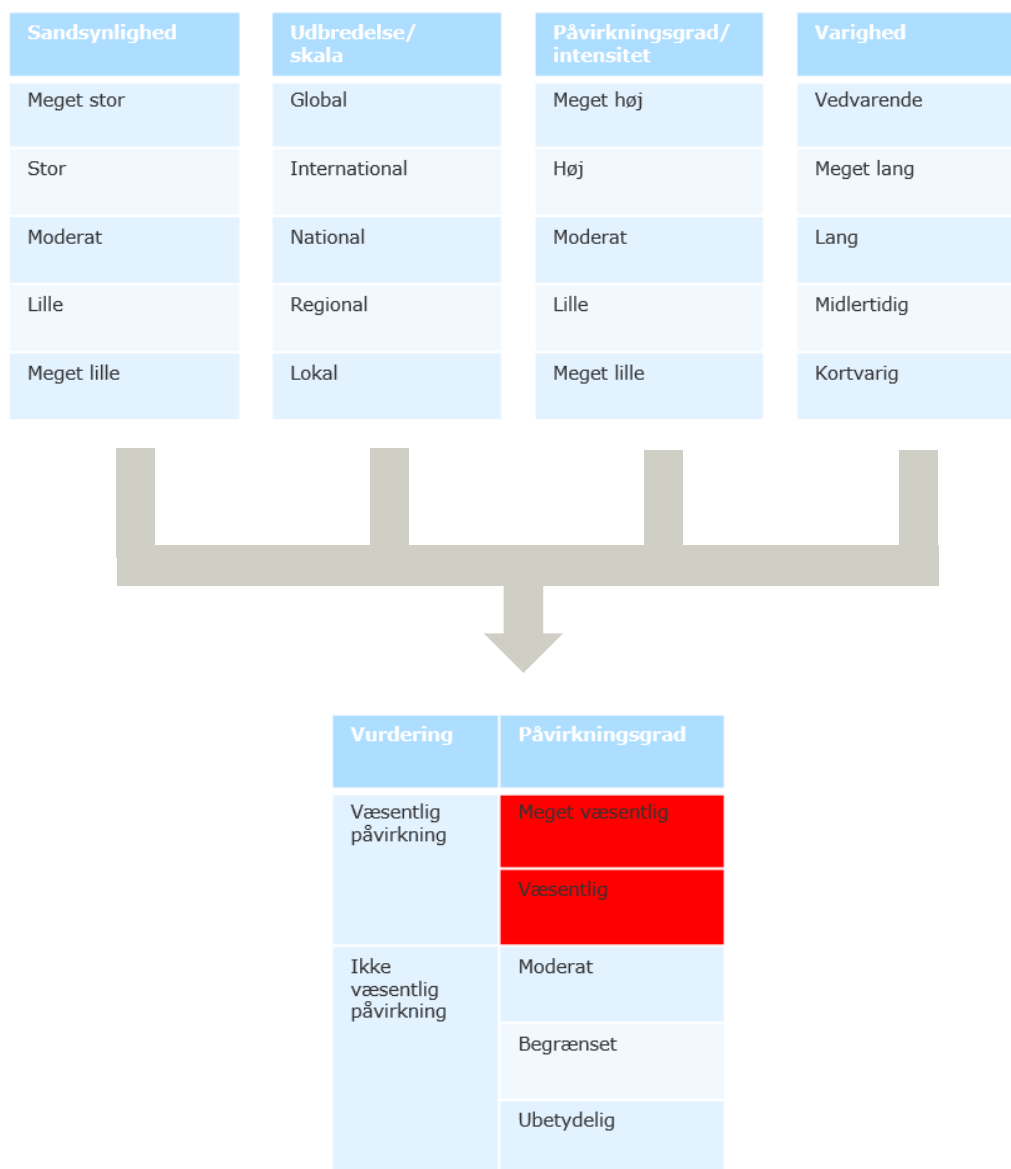 Sandsynlighed
Udbredelse/
skala
Påvirkningsgrad/
intensitet
Varighed
Meget stor
Global
Meget høj
Vedvarende
Stor
International
Høj
Meget lang
Moderat
National
Moderat
Lang
Lille
Regional
Lille
Midlertidig
Meget lille
Lokal
Meget lille
Kortvarig
Vurdering
Påvirkningsgrad
Væsentlig
påvirkning
Meget væsentlig
Væsentlig
Ikke
væsentlig
påvirkning
Moderat
Begrænset
Ubetydelig